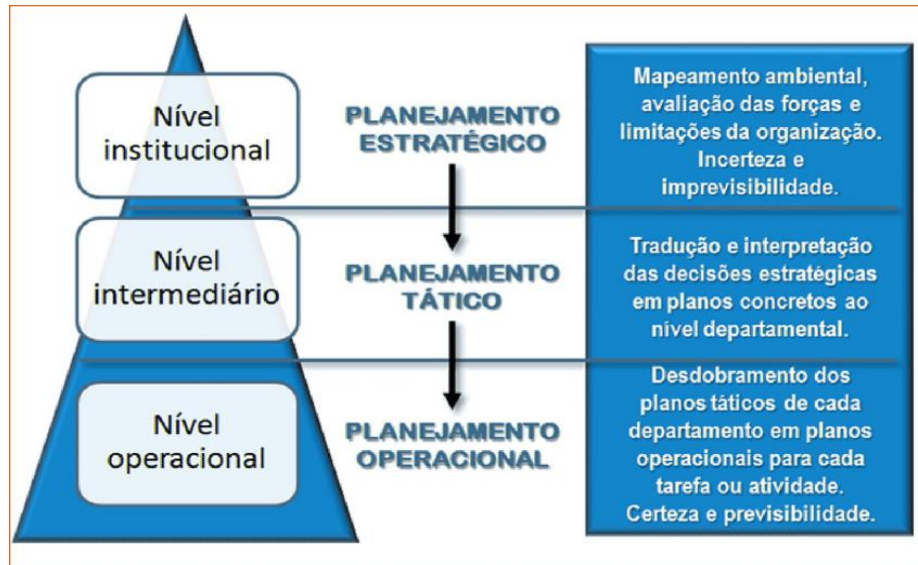 Nível
institucional
PLANEJAMENTO
ESTRATÉGICO
Mapeamento ambiental,
avaliação das forças e
limitações da organização.
Incerteza e
imprevisibilidade.
Nível
intermediário
PLANEJAMENTO
TÁTICO
Tradução e interpretação
das decisões estratégicas
em planos concretos ao
nível departamental.
Nível
operacional
PLANEJAMENTO
OPERACIONAL
Desdobramento dos
planos táticos de cada
departamento em planos
operacionais para cada
tarefa ou atividade.
Certeza e previsibilidade.